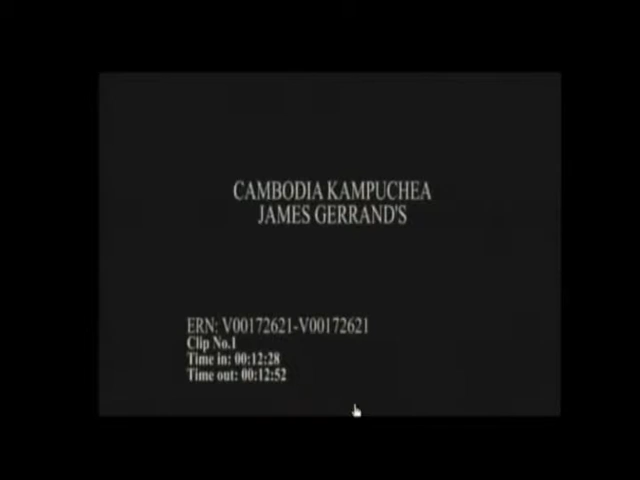 CAMBODIA KAMPUCHEA
JAMES GERRAND'S
ERN: V00172621-V00172621
Clip No.1
Time in: 00:12:28
Time out: 00:12:52